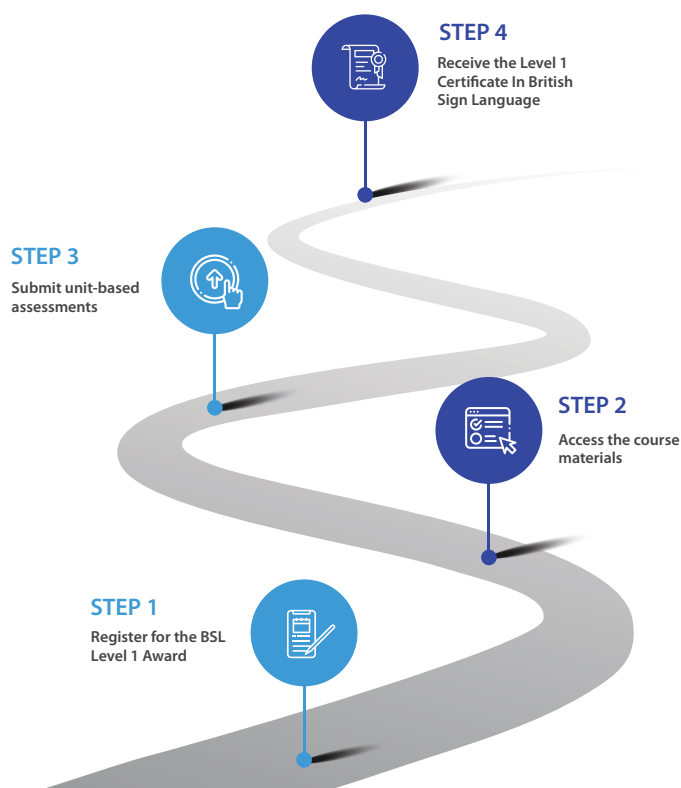 STEP 4
Receive the Level 1
Certificate In British
Sign Language
STEP 3
Submit unit-based
assessments
STEP 2
Access the course
materials
STEP 1
Register for the BSL
Level 1 Award